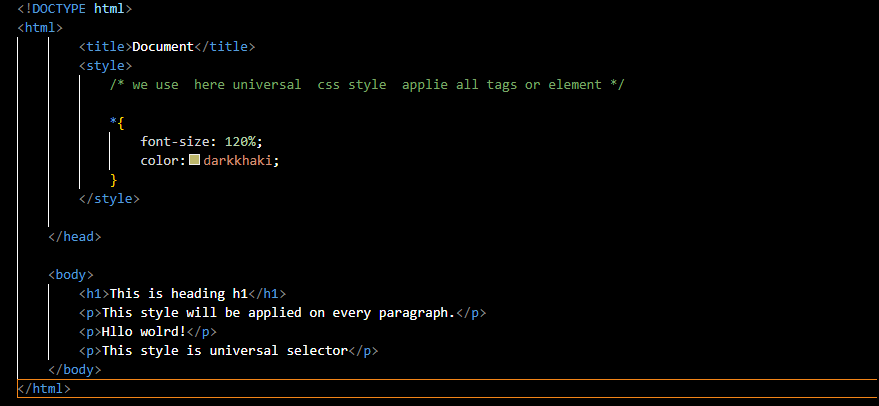 <!DOCTYPE html>
<html>
<title>Document</title>
<style>
/* we use  here universal  css style  applie all tags or element */
*{
font-size: 120%;
color:darkkhaki;
}
</style>
</head>
<body>
<h1>This is heading h1</h1>
<p>This style will be applied on every paragraph.</p>
<p>Hllo wolrd!</p>
<p>This style is universal selector</p>
</body>
</html>